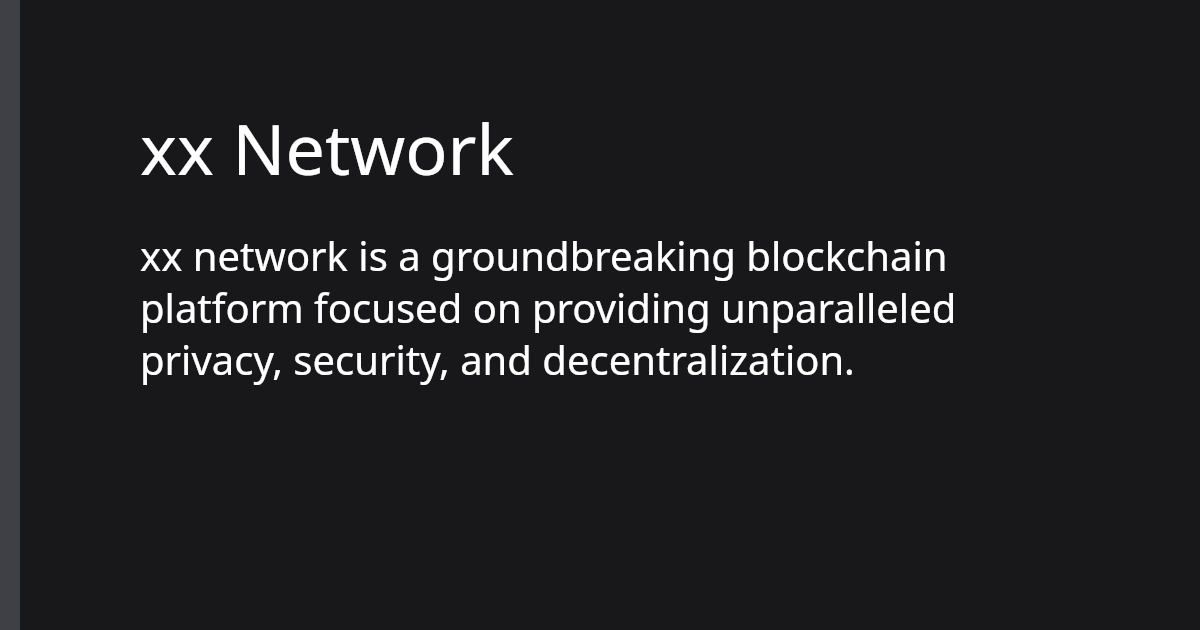 xx Network
xx network is a groundbreaking blockchain
platform focused on providing unparalleled
privacy, security, and decentralization.